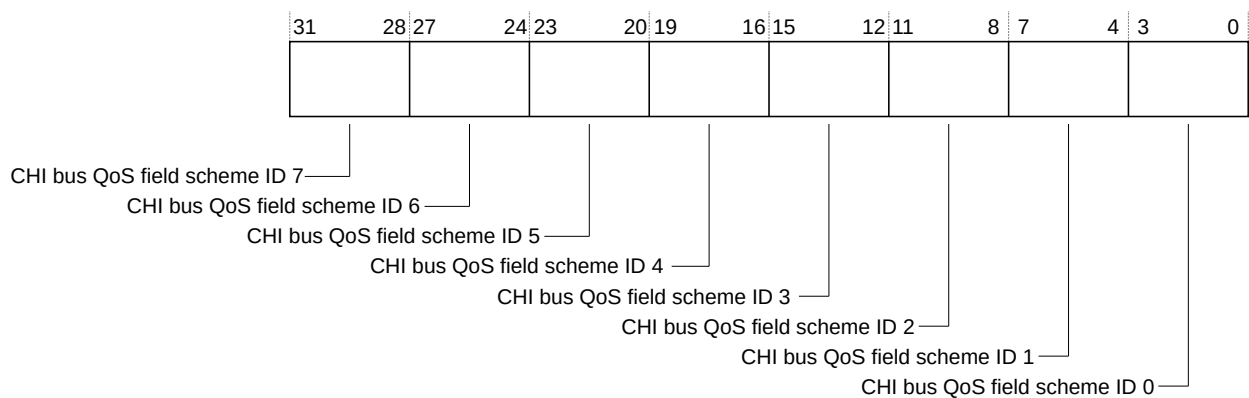 31 28 27 24 23 20 19 16 15 12 11 8 7 4 3 0
CHI bus QoS field scheme ID 7
CHI bus QoS field scheme ID 6
CHI bus QoS field scheme ID 5
CHI bus QoS field scheme ID 4
CHI bus QoS field scheme ID 3
CHI bus QoS field scheme ID 2
CHI bus QoS field scheme ID 1
CHI bus QoS field scheme ID 0